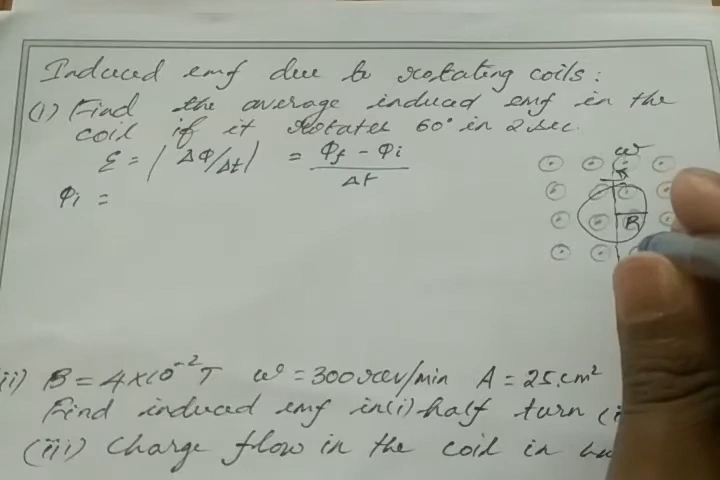 Induced emf due to rotating coils:
(i) Find the average induced emf in the
coil if it rotates 60° in 2 sec.
ε = | ΔΦ/Δt | = Φf - Φi / Δt
ω
Φi =
R
ii) B = 4×10⁻² T ω = 300 rev/min A = 25 cm²
Find induced emf in (i) half turn (i
(iii) Charge flow in the coil in